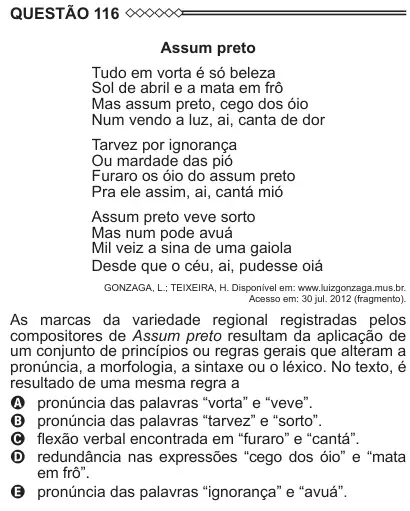 QUESTÃO 116
Assum preto
Tudo em vorta é só beleza
Sol de abril e a mata em frô
Mas assum preto, cego dos óio
Num vendo a luz, ai, canta de dor
Tarvez por ignorança
Ou mardade das pió
Furaro os óio do assum preto
Pra ele assim, ai, cantá mió
Assum preto veve sorto
Mas num pode avuá
Mil veiz a sina de uma gaiola
Desde que o céu, ai, pudesse oiá
GONZAGA, L.; TEIXEIRA, H. Disponível em: www.luizgonzaga.mus.br.
Acesso em: 30 jul. 2012 (fragmento).
As marcas da variedade regional registradas pelos
compositores de Assum preto resultam da aplicação de
um conjunto de princípios ou regras gerais que alteram a
pronúncia, a morfologia, a sintaxe ou o léxico. No texto, é
resultado de uma mesma regra a
A pronúncia das palavras “vorta” e “veve”.
B pronúncia das palavras “tarvez” e “sorto”.
C flexão verbal encontrada em “furaro” e “cantá”.
D redundância nas expressões “cego dos óio” e “mata
em frô”.
E pronúncia das palavras “ignorança” e “avuá”.